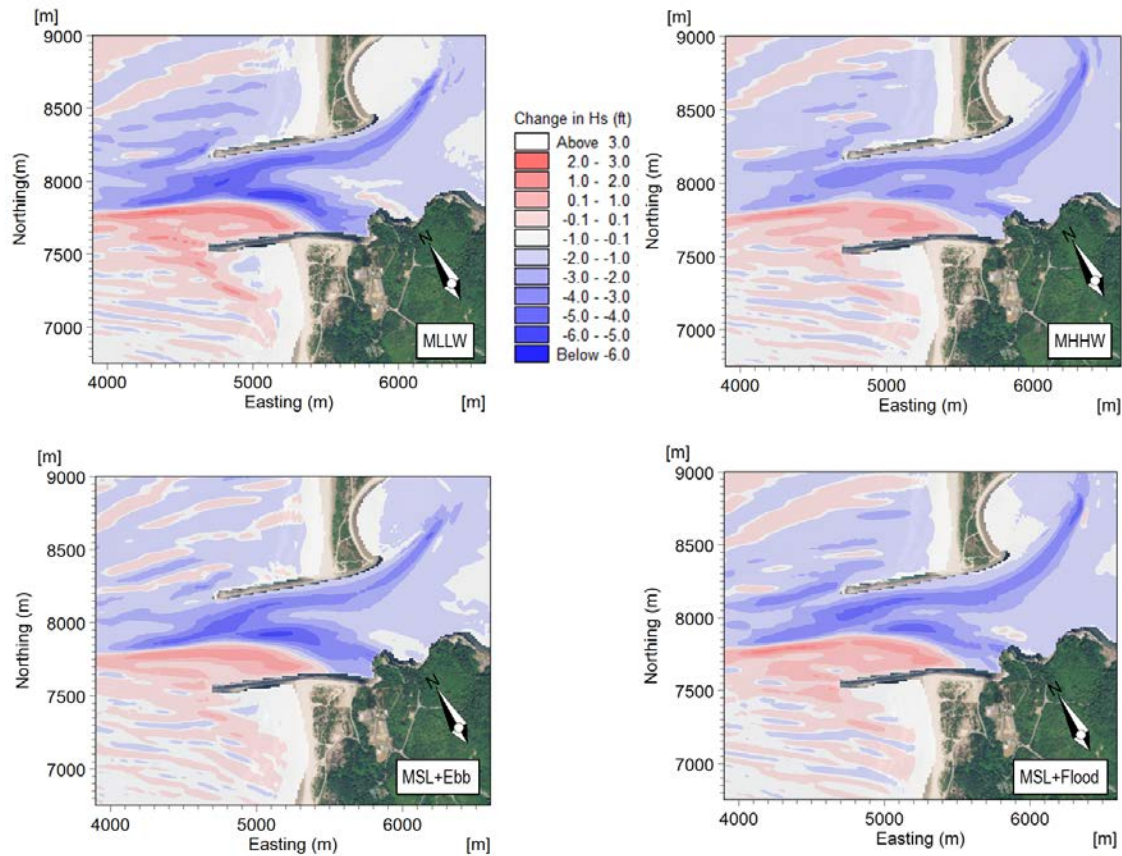 [m]
9000
8500
8000
7500
7000
Northing(m)
4000 5000 6000
Easting (m) [m]
N
MLLW
Change in Hs (ft)
Above 3.0
2.0 - 3.0
1.0 - 2.0
0.1 - 1.0
-0.1 - 0.1
-1.0 - -0.1
-2.0 - -1.0
-3.0 - -2.0
-4.0 - -3.0
-5.0 - -4.0
-6.0 - -5.0
Below -6.0
[m]
9000
8500
8000
7500
7000
Northing (m)
4000 5000 6000
Easting (m) [m]
N
MHHW
[m]
9000
8500
8000
7500
7000
Northing (m)
4000 5000 6000
Easting (m) [m]
N
MSL+Ebb
[m]
9000
8500
8000
7500
7000
Northing (m)
4000 5000 6000
Easting (m) [m]
N
MSL+Flood